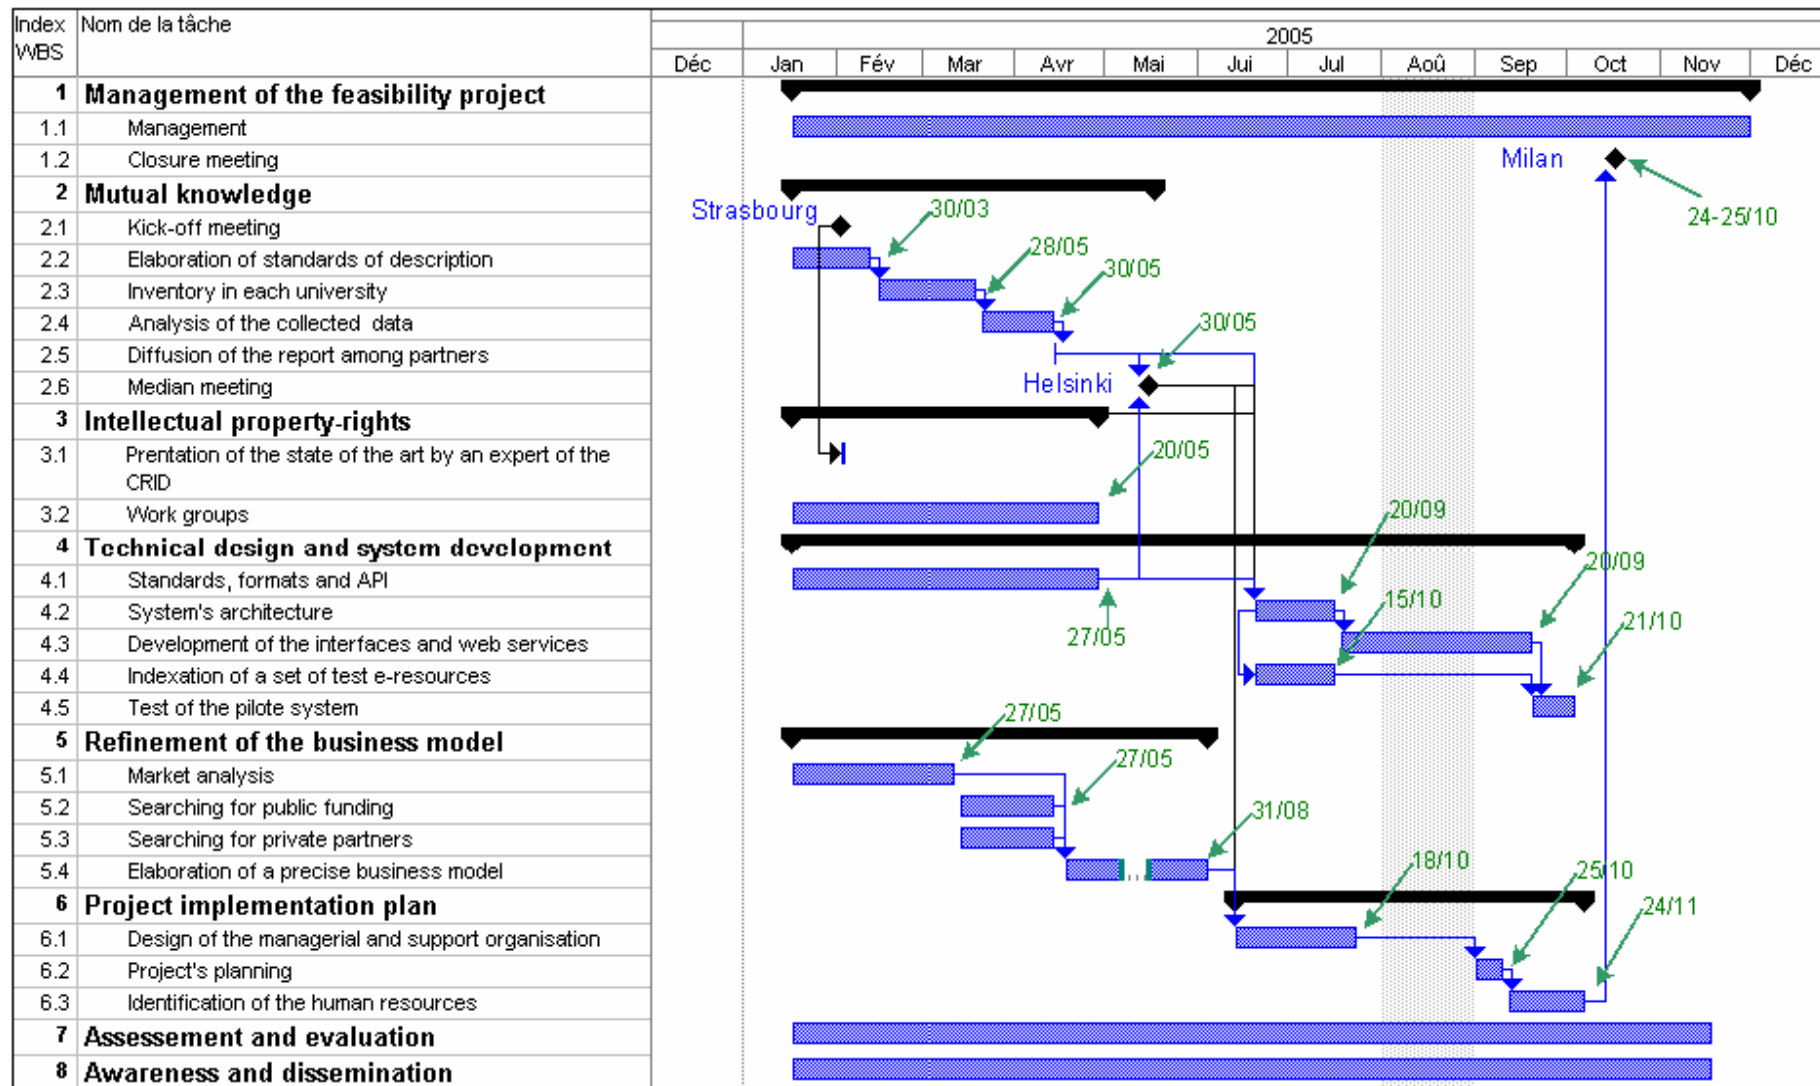 Index Nom de la tâche
WBS
2005
Déc Jan Fév Mar Avr Mai Jui Jul Aoû Sep Oct Nov Déc
1 Management of the feasibility project
1.1 Management
1.2 Closure meeting Milan
24-25/10
2 Mutual knowledge
Strasbourg 30/03
2.1 Kick-off meeting
28/05
2.2 Elaboration of standards of description
30/05
2.3 Inventory in each university
2.4 Analysis of the collected data 30/05
2.5 Diffusion of the report among partners
2.6 Median meeting Helsinki
3 Intellectual property-rights
3.1 Prentation of the state of the art by an expert of the
CRID
20/05
3.2 Work groups 20/09
4 Technical design and system development
20/09
4.1 Standards, formats and API
15/10
4.2 System's architecture
21/10
4.3 Development of the interfaces and web services 27/05
4.4 Indexation of a set of test e-resources
4.5 Test of the pilote system 27/05
5 Refinement of the business model
27/05
5.1 Market analysis
5.2 Searching for public funding 31/08
5.3 Searching for private partners
5.4 Elaboration of a precise business model 18/10 25/10
6 Project implementation plan 24/11
6.1 Design of the managerial and support organisation
6.2 Project's planning
6.3 Identification of the human resources
7 Assessement and evaluation
8 Awareness and dissemination